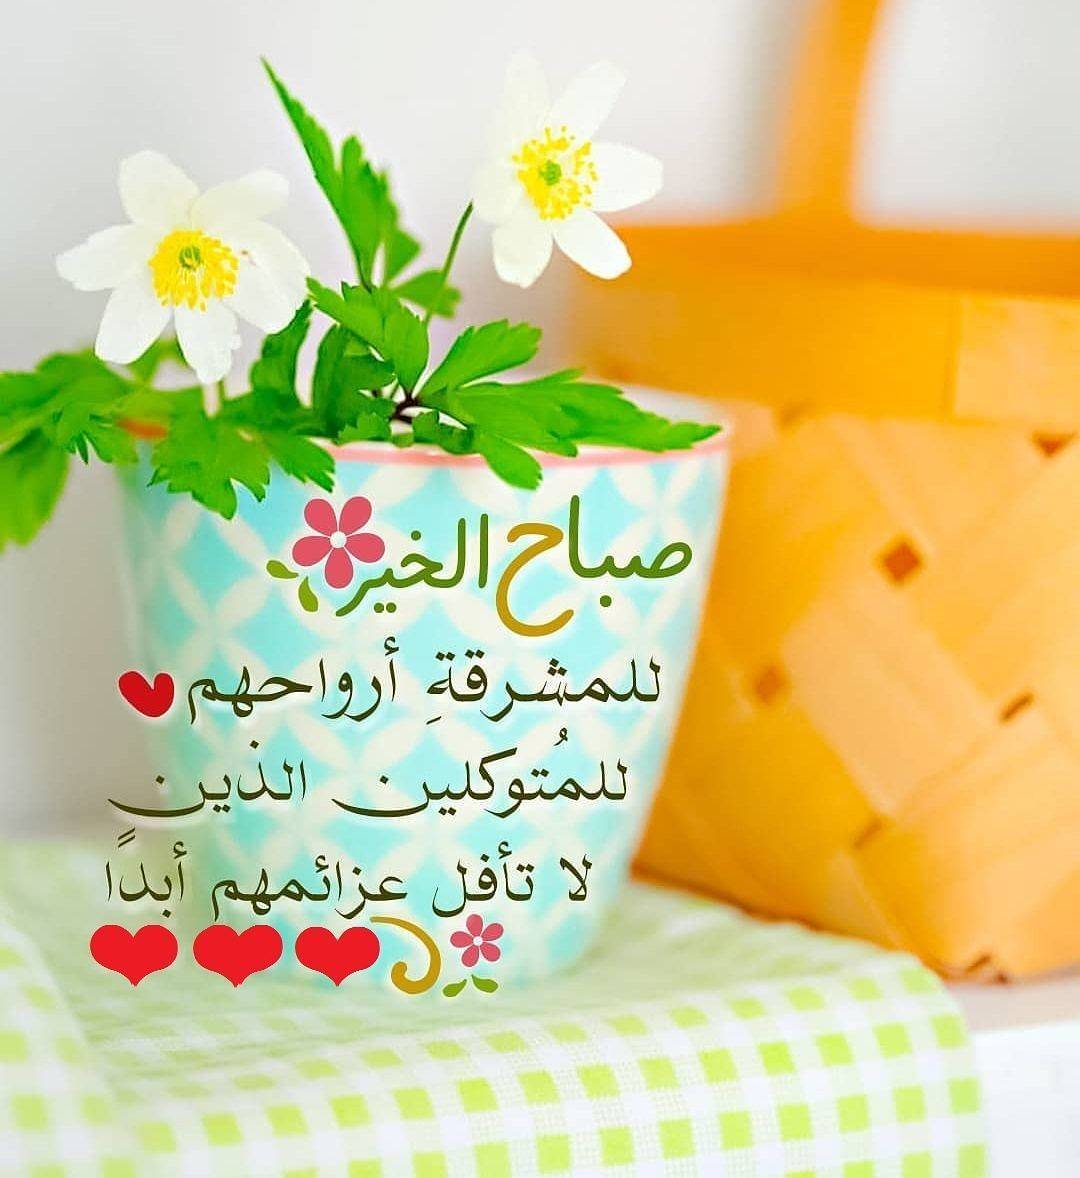 صباح الخير
للمشرقةِ أرواحهم
للمُتوكلين الذين
لا تأفل عزائمهم أبدًا